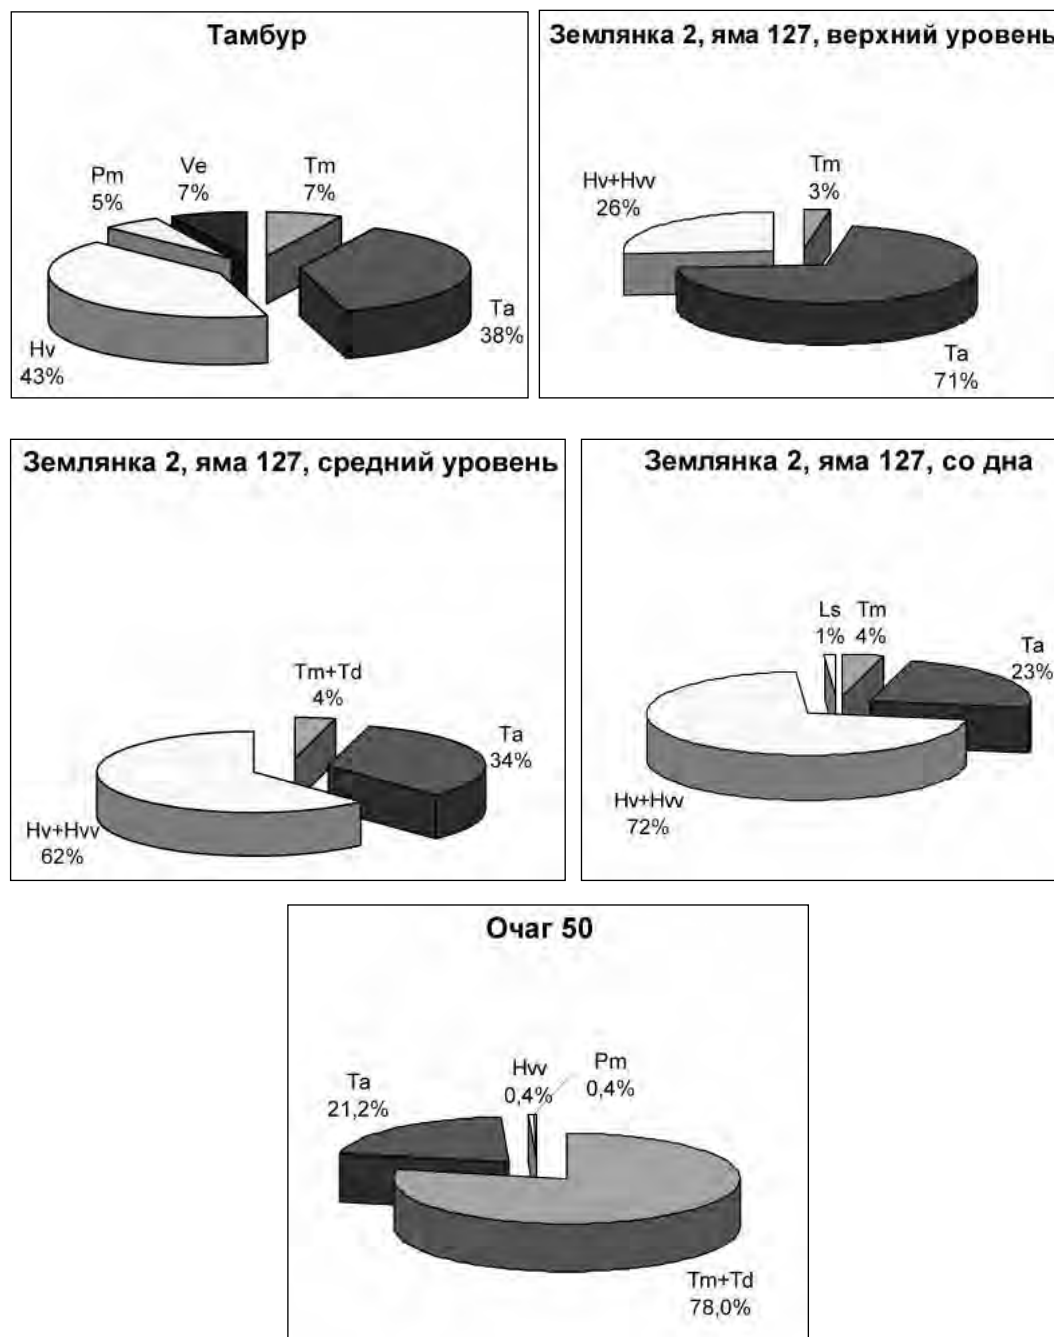 Тамбур
Pm
5%
Ve
7%
Tm
7%
Ta
38%
Hv
43%
Землянка 2, яма 127, верхний уровень
Hv+Hvv
26%
Tm
3%
Ta
71%
Землянка 2, яма 127, средний уровень
Tm+Td
4%
Ta
34%
Hv+Hvv
62%
Землянка 2, яма 127, со дна
Ls
1%
Tm
4%
Ta
23%
Hv+Hvv
72%
Очаг 50
Ta
21,2%
Hvv
0,4%
Pm
0,4%
Tm+Td
78,0%